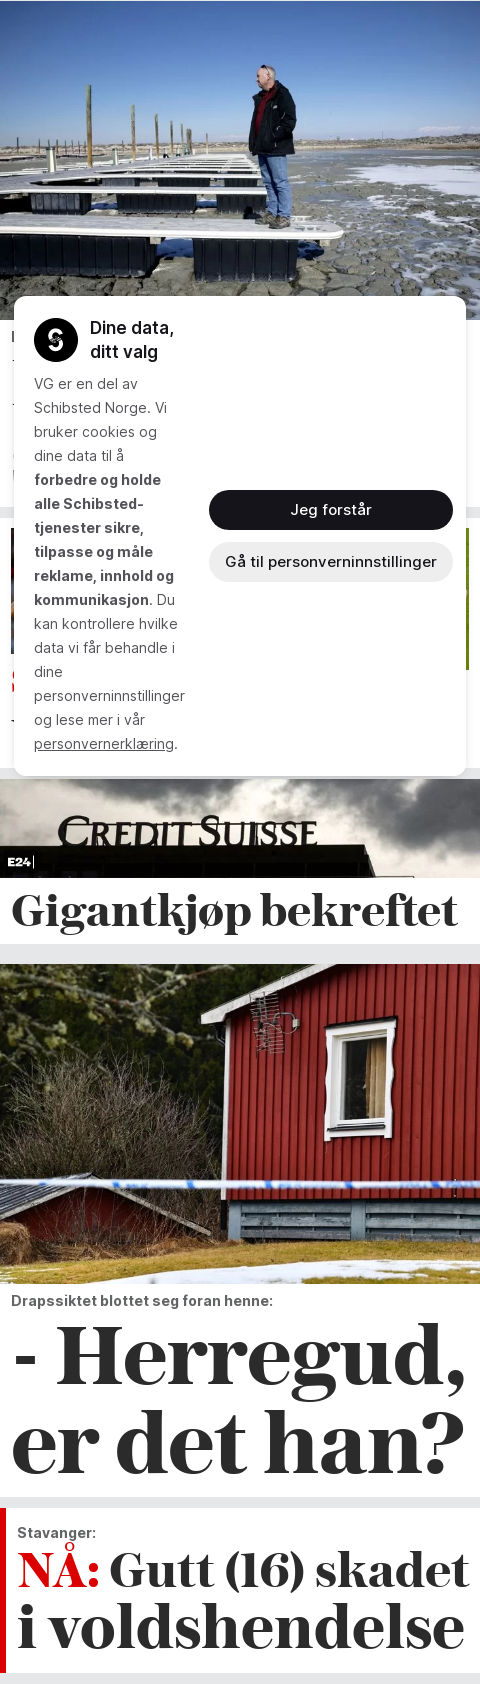 Dine data,
ditt valg
VG er en del av
Schibsted Norge. Vi
bruker cookies og
dine data til å
forbedre og holde
alle Schibsted-
tjenester sikre,
tilpasse og måle
reklame, innhold og
kommunikasjon. Du
kan kontrollere hvilke
data vi får behandle i
dine
personverninnstillinger
og lese mer i vår
personvernerklæring.
Jeg forstår
Gå til personverninnstillinger
CREDIT SUISSE
E24
Gigantkjøp bekreftet
Drapssiktet blottet seg foran henne:
- Herregud,
er det han?
Stavanger:
NÅ: Gutt (16) skadet
i voldshendelse